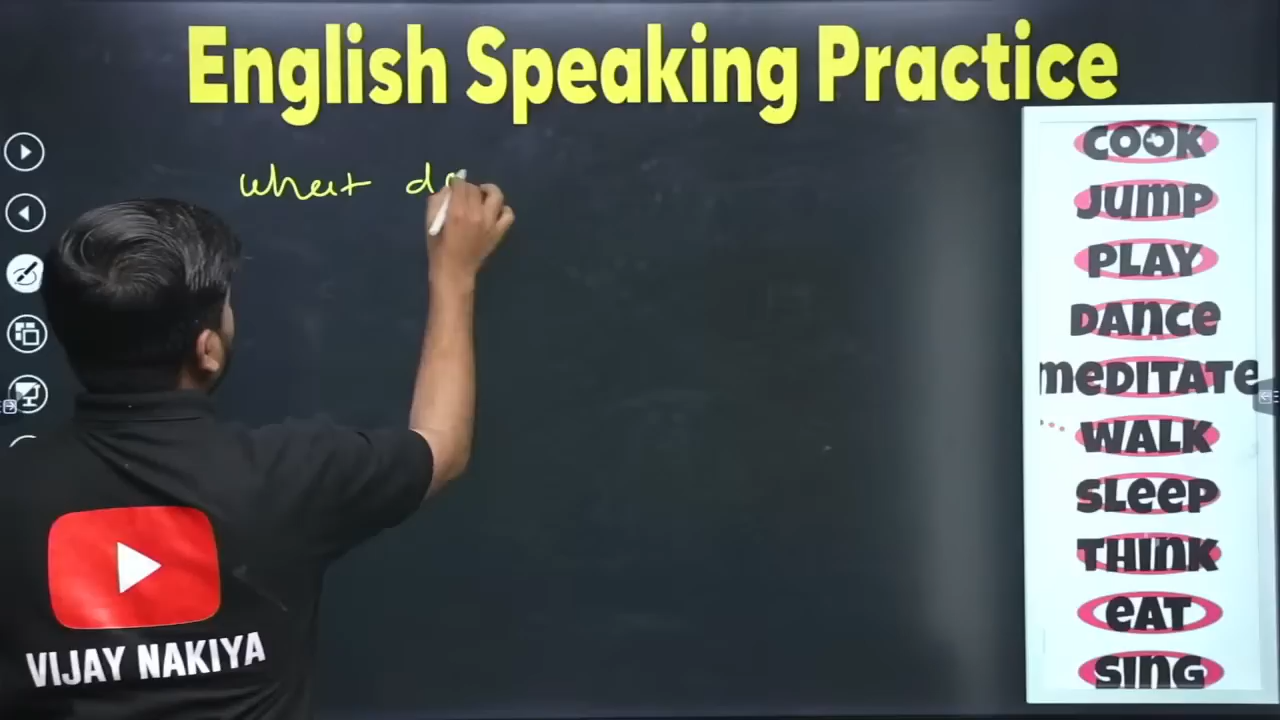 English Speaking Practice
what do
COOK
JUMP
PLAY
DANCE
MEDITATE
WALK
SLEEP
THINK
EAT
SING
VIJAY NAKIYA